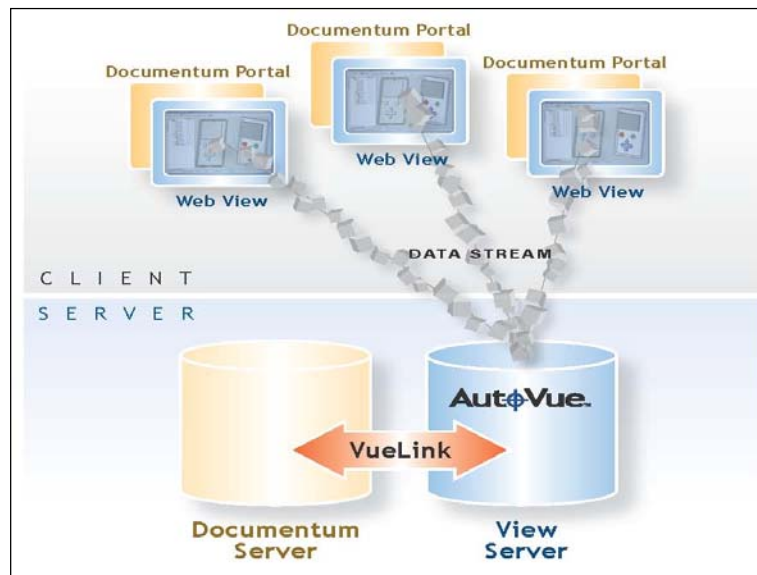 Documentum Portal
Documentum Portal
Documentum Portal
Web View
Web View
Web View
DATA STREAM
CLIENT
SERVER
AutoVue™
VueLink
Documentum
Server
View
Server